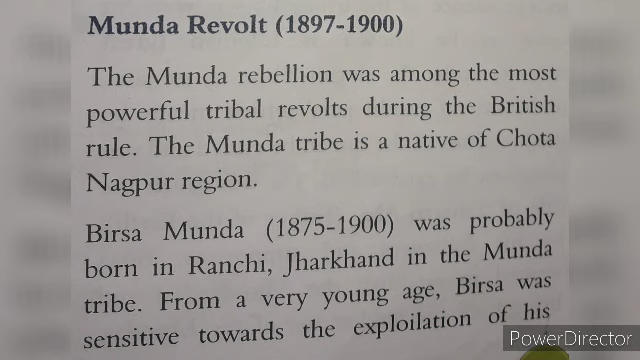 Munda Revolt (1897-1900)
The Munda rebellion was among the most
powerful tribal revolts during the British
rule. The Munda tribe is a native of Chota
Nagpur region.
Birsa Munda (1875-1900) was probably
born in Ranchi, Jharkhand in the Munda
tribe. From a very young age, Birsa was
sensitive towards the exploilation of his
PowerDirector